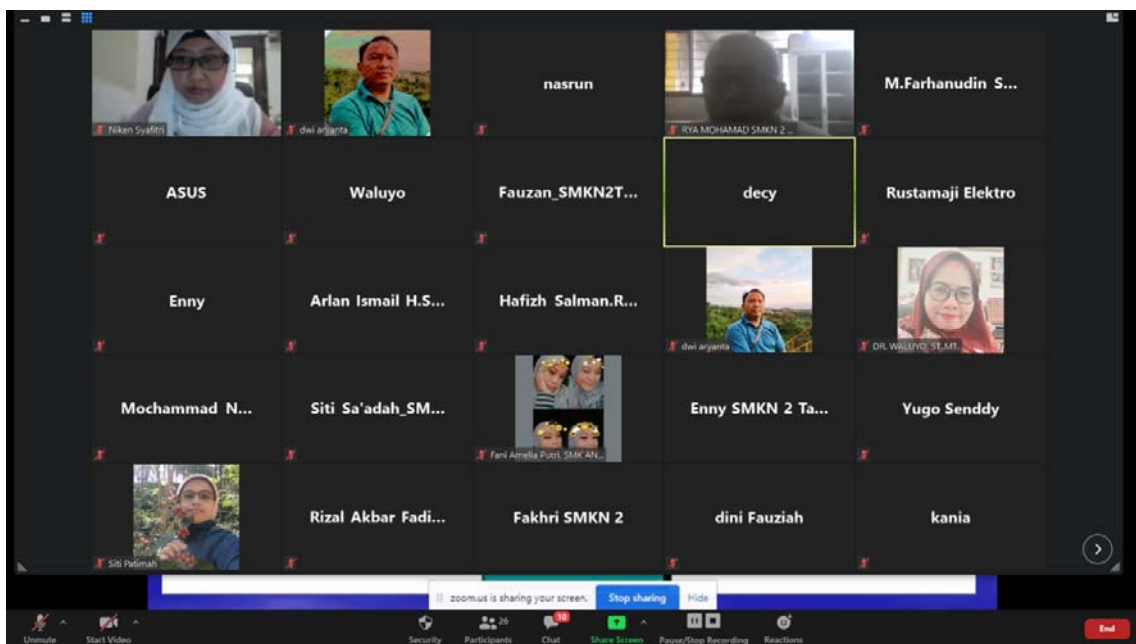 Niken Syafitri
dwi aryanta
nasrun
RYA MOHAMAD SMKN 2 ...
M.Farhanudin S...
ASUS
Waluyo
Fauzan_SMKN2T...
decy
Rustamaji Elektro
Enny
Arlan Ismail H.S...
Hafizh Salman.R...
dwi aryanta
DR. WALUYO, ST.,MT.
Mochammad N...
Siti Sa'adah_SM...
Fani Amelia Putri. SMK AN...
Enny SMKN 2 Ta...
Yugo Senddy
Siti Patimah
Rizal Akbar Fadi...
Fakhri SMKN 2
dini Fauziah
kania
zoom.us is sharing your screen.
Stop sharing
Hide
Unmute
Start Video
Security
26
Participants
10
Chat
Share Screen
Pause/Stop Recording
Reactions
End